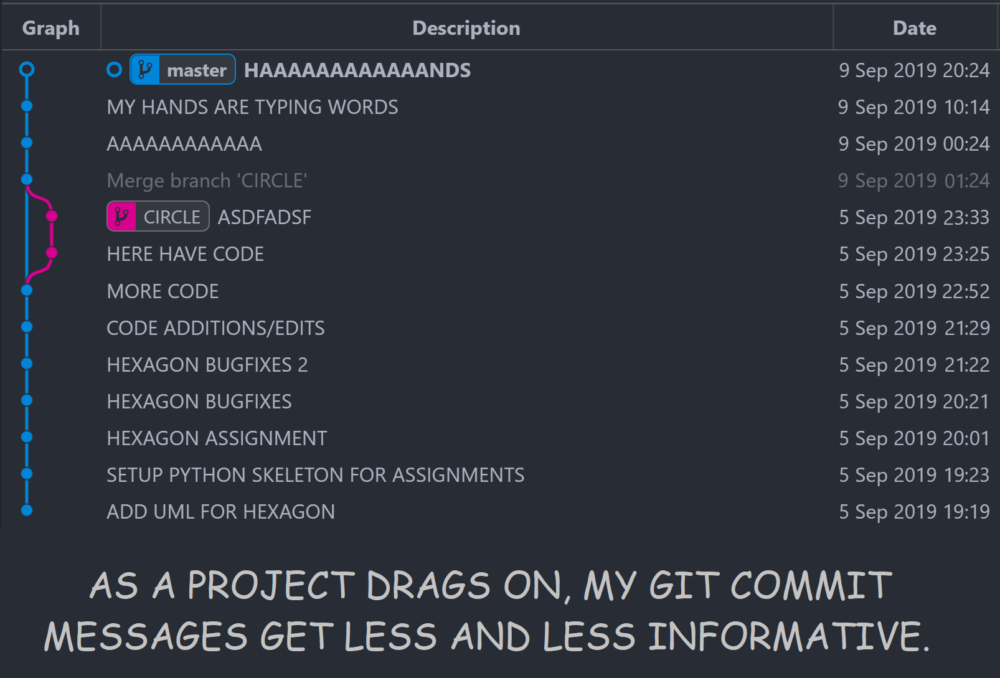 Graph Description Date
master HAAAAAAAAAAAAAANDS 9 Sep 2019 20:24
MY HANDS ARE TYPING WORDS 9 Sep 2019 10:14
AAAAAAAAAAAA 9 Sep 2019 00:24
Merge branch 'CIRCLE' 9 Sep 2019 01:24
CIRCLE ASDFADSF 5 Sep 2019 23:33
HERE HAVE CODE 5 Sep 2019 23:25
MORE CODE 5 Sep 2019 22:52
CODE ADDITIONS/EDITS 5 Sep 2019 21:29
HEXAGON BUGFIXES 2 5 Sep 2019 21:22
HEXAGON BUGFIXES 5 Sep 2019 20:21
HEXAGON ASSIGNMENT 5 Sep 2019 20:01
SETUP PYTHON SKELETON FOR ASSIGNMENTS 5 Sep 2019 19:23
ADD UML FOR HEXAGON 5 Sep 2019 19:19
AS A PROJECT DRAGS ON, MY GIT COMMIT
MESSAGES GET LESS AND LESS INFORMATIVE.